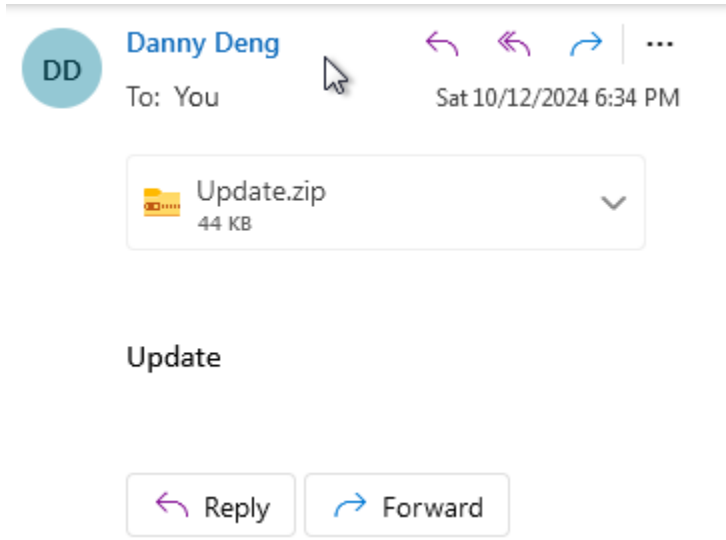 DD
Danny Deng
To: You
Sat 10/12/2024 6:34 PM
Update.zip
44 KB
Update
Reply
Forward